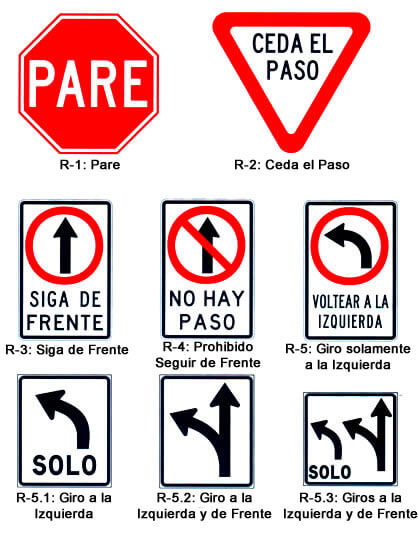 PARE
CEDA EL
PASO
R-1: Pare
R-2: Ceda el Paso
SIGA DE
FRENTE
NO HAY
PASO
VOLTEAR A LA
IZQUIERDA
R-3: Siga de Frente
R-4: Prohibido
Seguir de Frente
R-5: Giro solamente
a la Izquierda
SOLO
SOLO
R-5.1: Giro a la
Izquierda
R-5.2: Giro a la
Izquierda y de Frente
R-5.3: Giros a la
Izquierda y de Frente